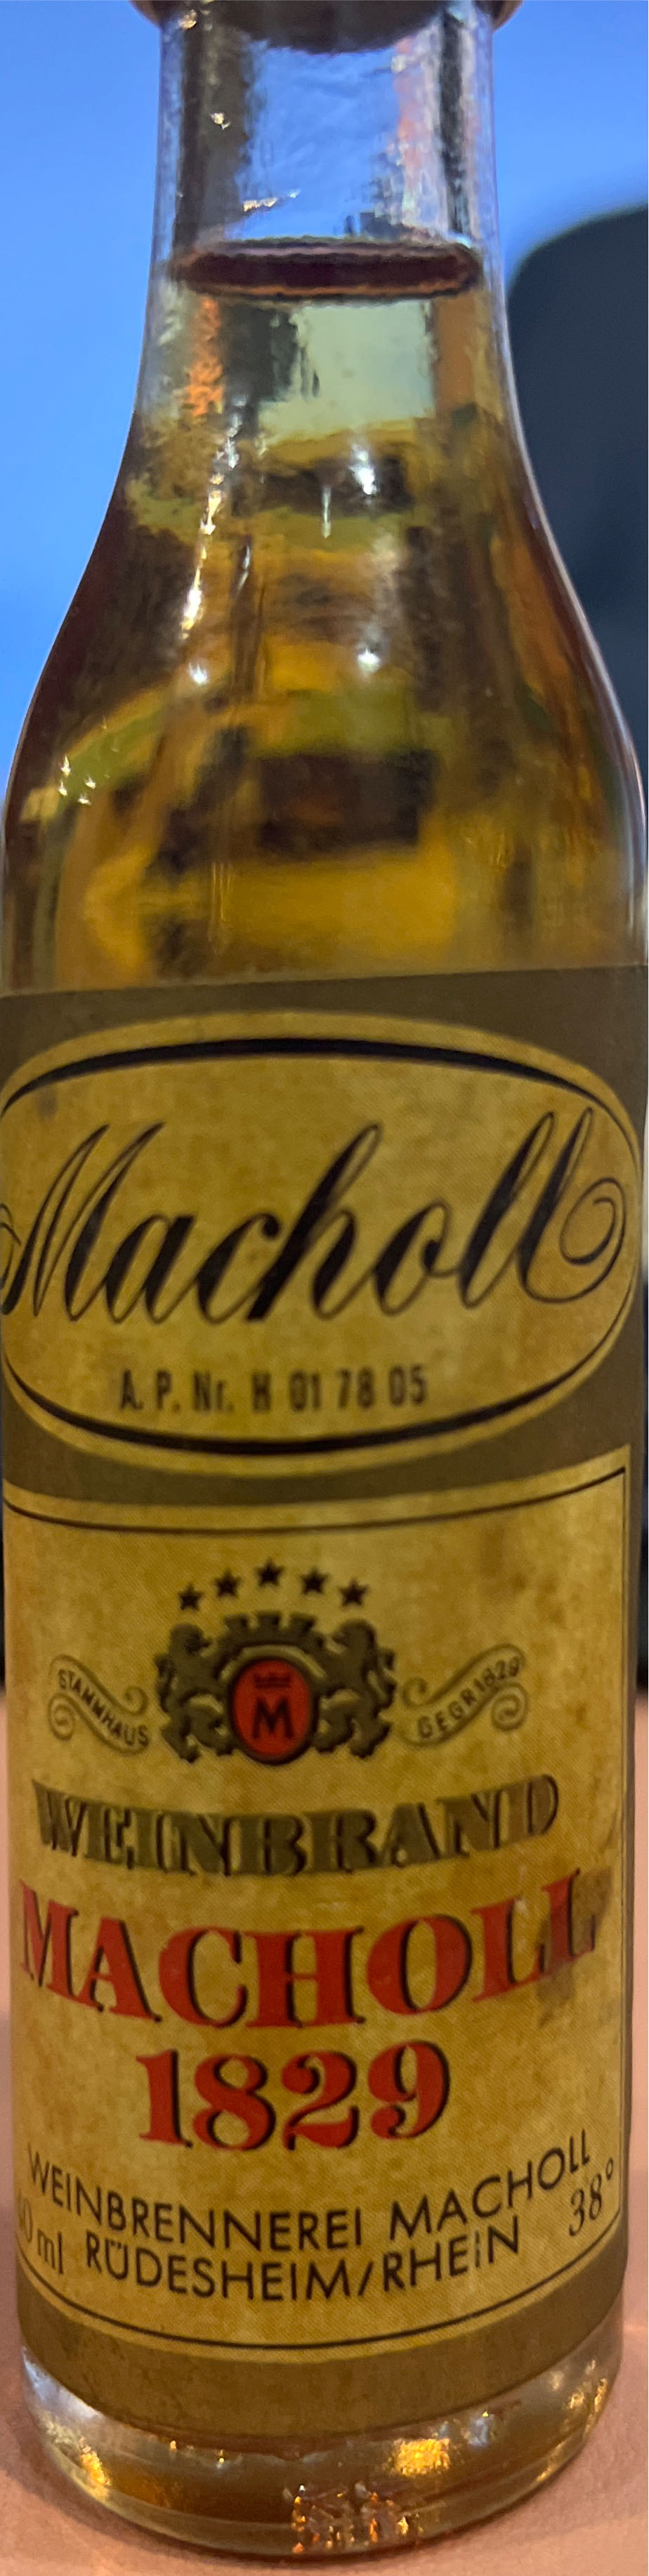 Macholl
A. P. Nr. H 01 78 05
STAMMHAUS GEGR 1829
M
WEINBRAND
MACHOLL
1829
WEINBRENNEREI MACHOLL
ml RÜDESHEIM/RHEIN 38°